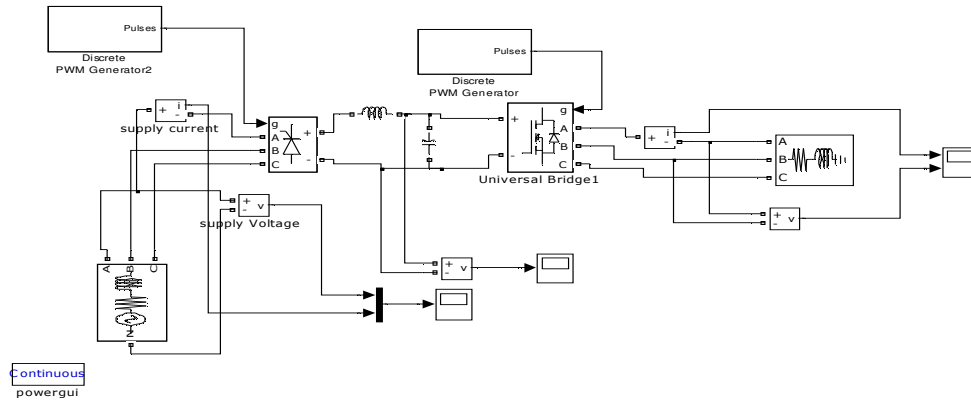 Pulses
Discrete
PWM Generator2
Pulses
Discrete
PWM Generator
+ i
-
supply current
g
A
B
C
+
-
g
+
-
A
B
C
Universal Bridge1
+ i
-
A
B
C
+
-
v
supply Voltage
+
-
v
+
-
v
A
B
C
N
Continuous
powergui